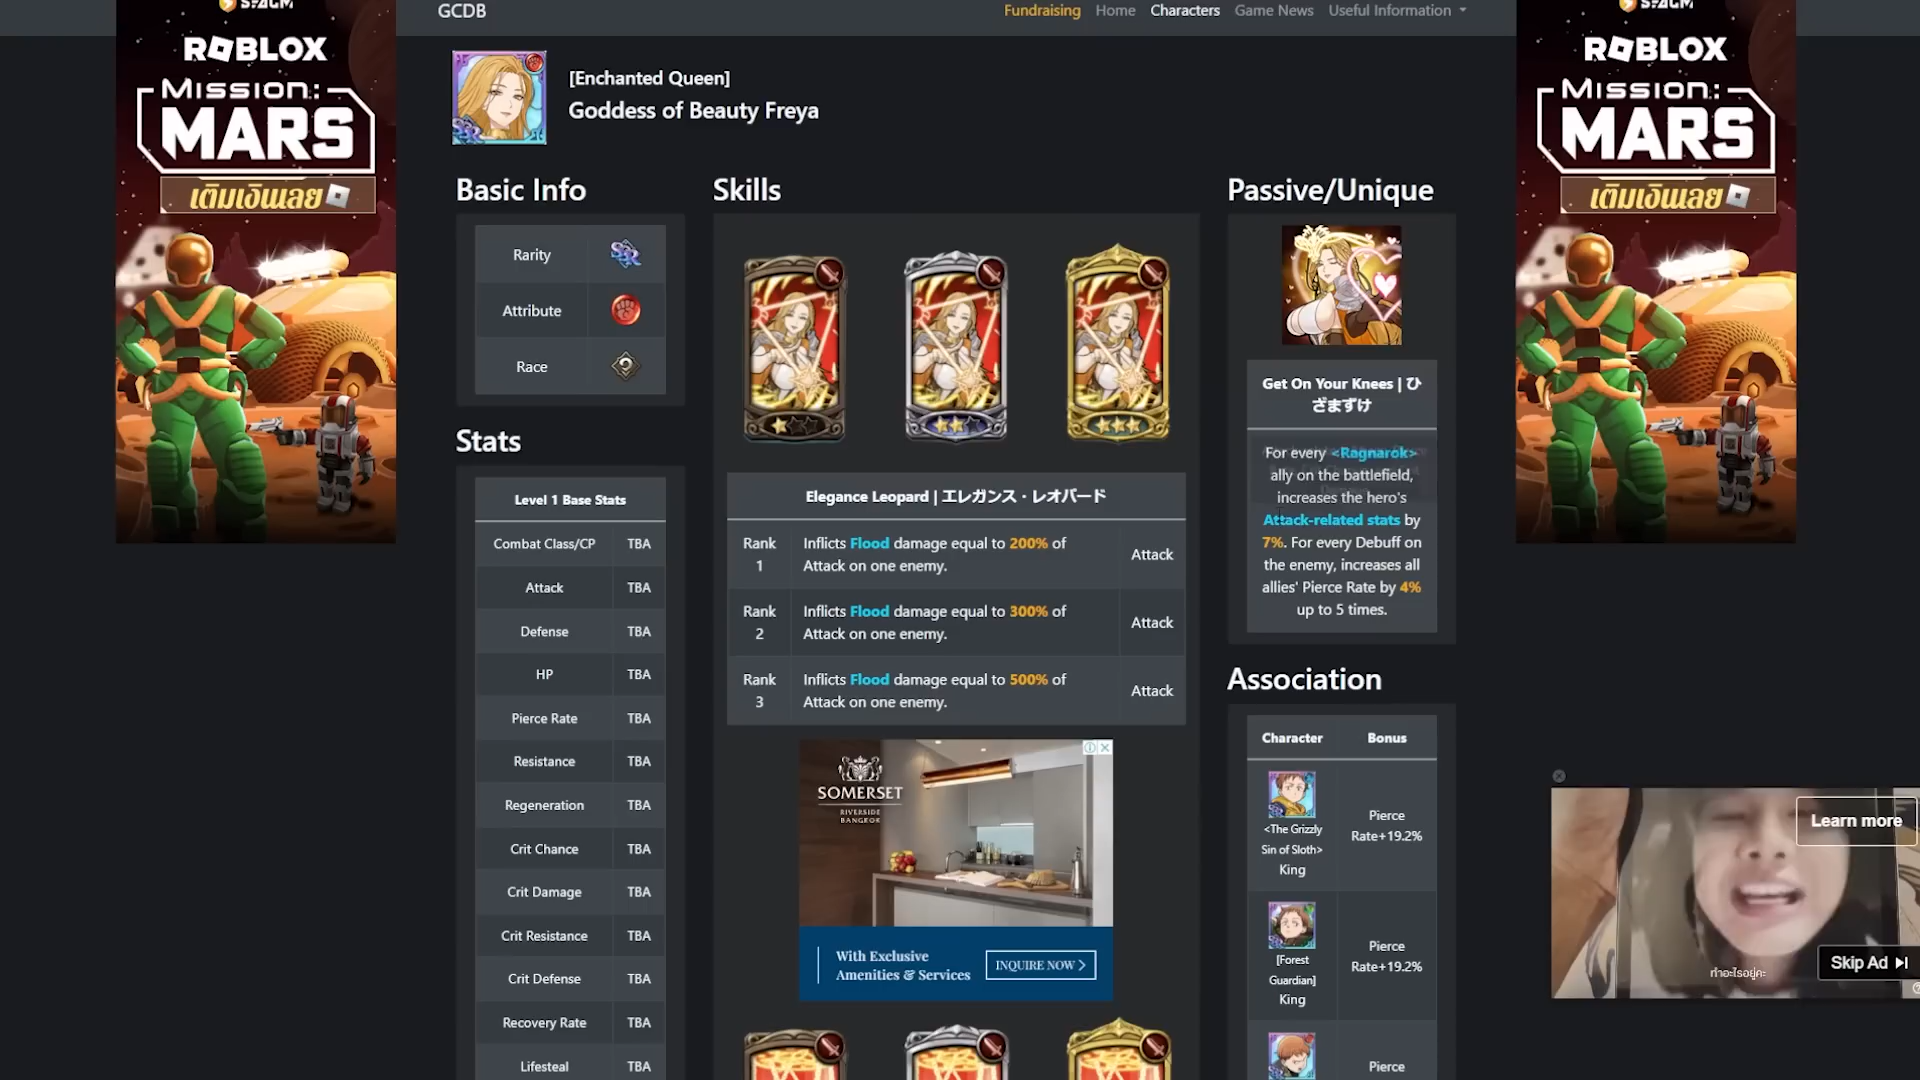 GCDB
Fundraising
Home
Characters
Game News
Useful Information
ROBLOX
Mission:
MARS
เติมเงินเลย
[Enchanted Queen]
Goddess of Beauty Freya
Basic Info
Rarity
Attribute
Race
Stats
Level 1 Base Stats
Combat Class/CP TBA
Attack TBA
Defense TBA
HP TBA
Pierce Rate TBA
Resistance TBA
Regeneration TBA
Crit Chance TBA
Crit Damage TBA
Crit Resistance TBA
Crit Defense TBA
Recovery Rate TBA
Lifesteal TBA
Skills
Elegance Leopard | エレガンス・レオパード
Rank 1
Inflicts Flood damage equal to 200% of
Attack on one enemy.
Attack
Rank 2
Inflicts Flood damage equal to 300% of
Attack on one enemy.
Attack
Rank 3
Inflicts Flood damage equal to 500% of
Attack on one enemy.
Attack
SOMERSET
RIVERSIDE
BANGKOK
With Exclusive
Amenities & Services
INQUIRE NOW >
Passive/Unique
Get On Your Knees | ひ
ざまずけ
For every <Ragnarok>
ally on the battlefield,
increases the hero's
Attack-related stats by
7%. For every Debuff on
the enemy, increases all
allies' Pierce Rate by 4%
up to 5 times.
Association
Character Bonus
<The Grizzly
Sin of Sloth>
King
Pierce
Rate+19.2%
[Forest
Guardian]
King
Pierce
Rate+19.2%
Pierce
ROBLOX
Mission:
MARS
เติมเงินเลย
Learn more
Skip Ad
ทำอะไรอยู่คะ